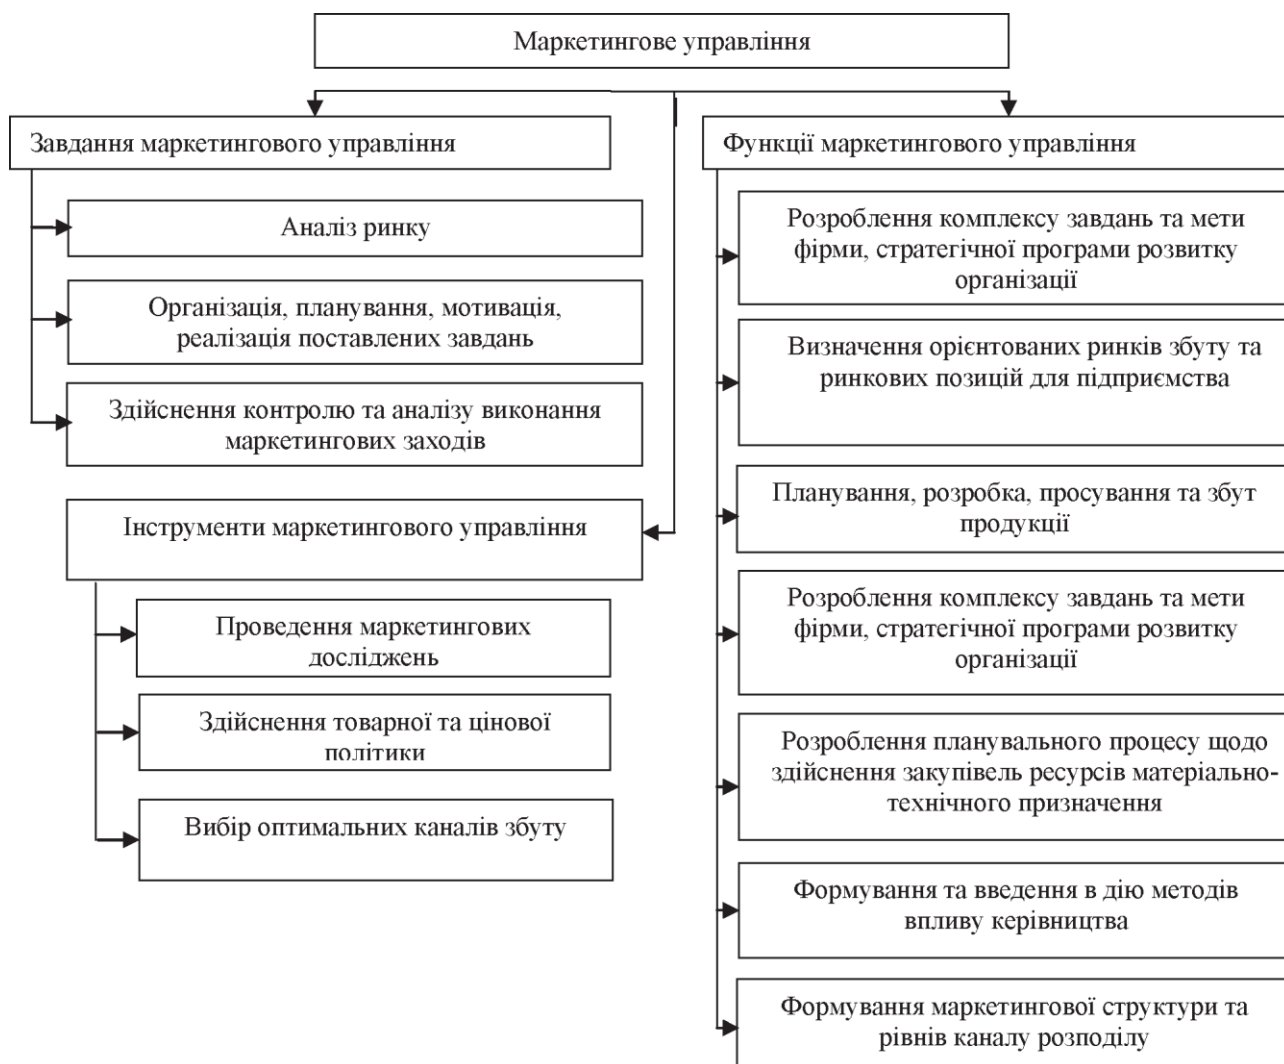 Маркетингове управління
Завдання маркетингового управління
Аналіз ринку
Організація, планування, мотивація,
реалізація поставлених завдань
Здійснення контролю та аналізу виконання
маркетингових заходів
Інструменти маркетингового управління
Проведення маркетингових
досліджень
Здійснення товарної та цінової
політики
Вибір оптимальних каналів збуту
Функції маркетингового управління
Розроблення комплексу завдань та мети
фірми, стратегічної програми розвитку
організації
Визначення орієнтованих ринків збуту та
ринкових позицій для підприємства
Планування, розробка, просування та збут
продукції
Розроблення комплексу завдань та мети
фірми, стратегічної програми розвитку
організації
Розроблення планувального процесу щодо
здійснення закупівель ресурсів матеріально-
технічного призначення
Формування та введення в дію методів
впливу керівництва
Формування маркетингової структури та
рівнів каналу розподілу